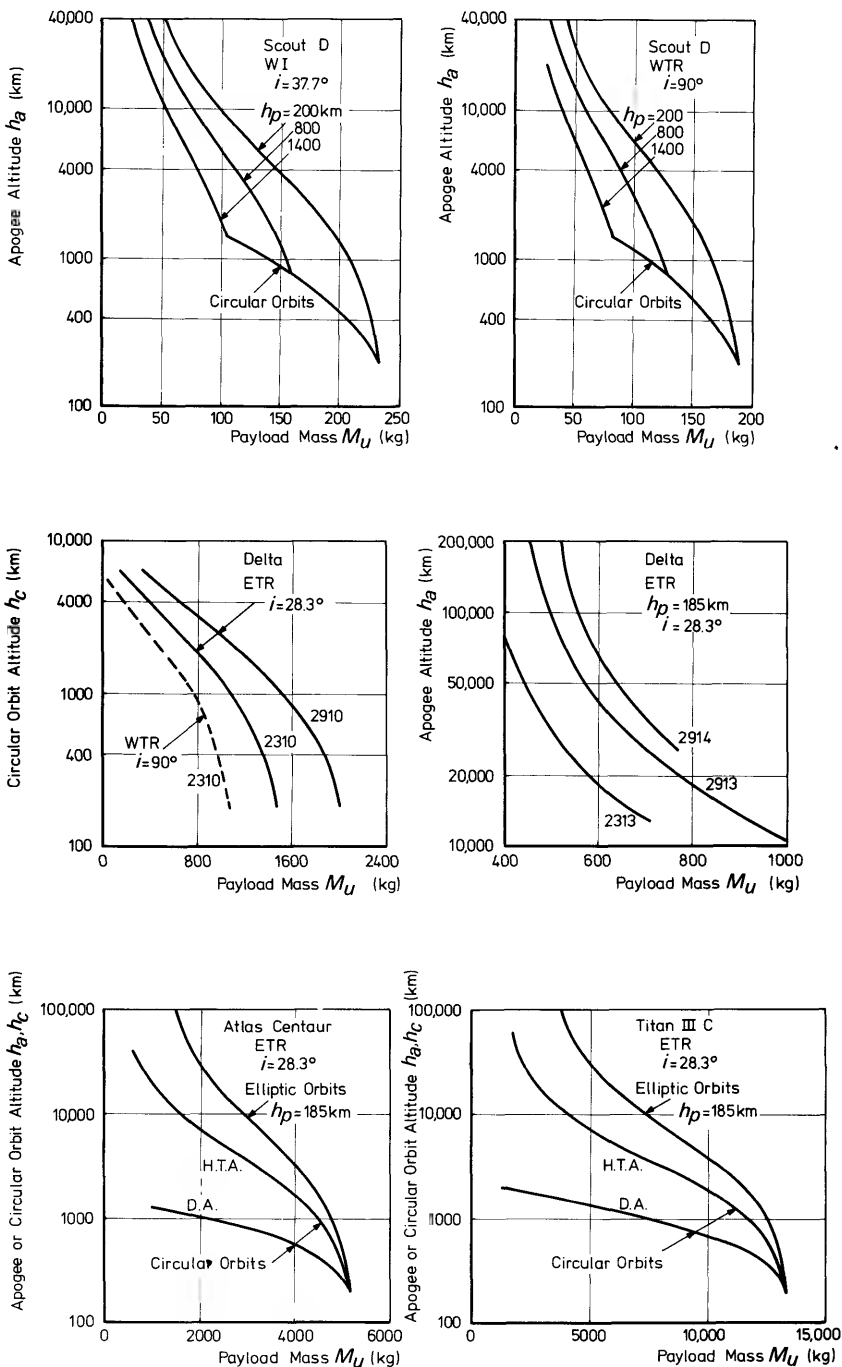 Apogee Altitude ha (km)
40,000
10,000
4000
1000
400
100
0 50 100 150 200 250
Payload Mass Mu (kg)
Scout D
WI
i = 37.7°
hp = 200 km
800
1400
Circular Orbits
Apogee Altitude ha (km)
40,000
10,000
4000
1000
400
100
0 50 100 150 200
Payload Mass Mu (kg)
Scout D
WTR
i = 90°
hp = 200
800
1400
Circular Orbits
Circular Orbit Altitude hc (km)
10,000
4000
1000
400
100
0 800 1600 2400
Payload Mass Mu (kg)
Delta
ETR
i = 28.3°
2910
2310
WTR
i = 90°
2310
Apogee Altitude ha (km)
200,000
100,000
50,000
20,000
10,000
400 600 800 1000
Payload Mass Mu (kg)
Delta
ETR
hp = 185 km
i = 28.3°
2914
2913
2313
Apogee or Circular Orbit Altitude ha, hc (km)
100,000
10,000
1000
100
0 2000 4000 6000
Payload Mass Mu (kg)
Atlas Centaur
ETR
i = 28.3°
Elliptic Orbits
hp = 185 km
H.T.A.
D.A.
Circular Orbits
Apogee or Circular Orbit Altitude ha, hc (km)
100,000
10,000
1000
100
0 5000 10,000 15,000
Payload Mass Mu (kg)
Titan III C
ETR
i = 28.3°
Elliptic Orbits
hp = 185 km
H.T.A.
D.A.
Circular Orbits